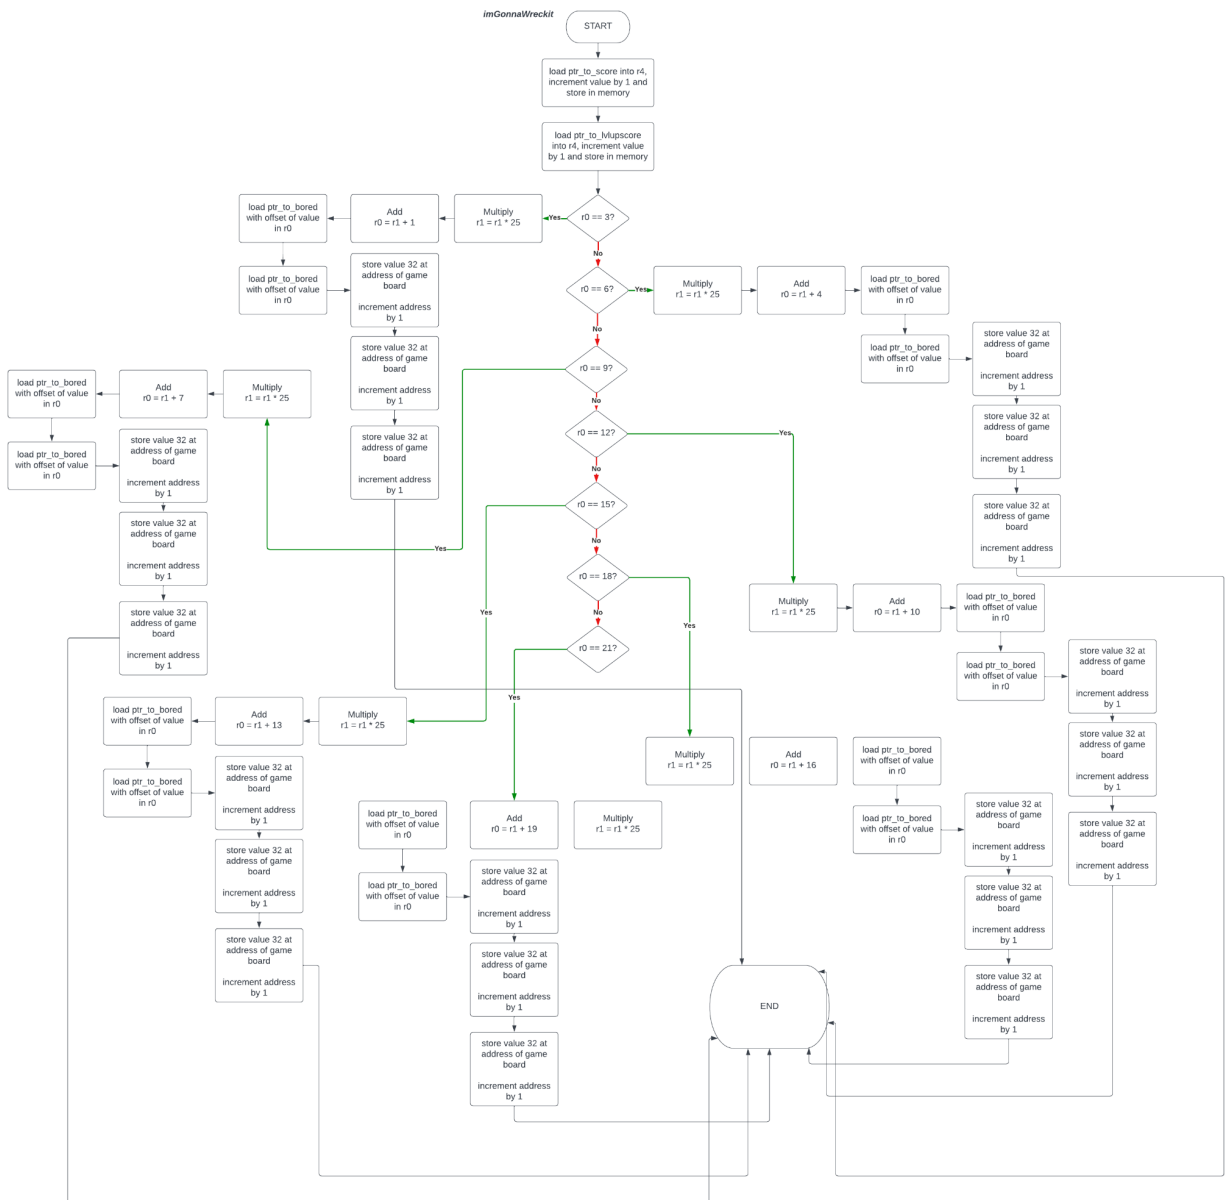 imGonnaWreckit
START
load ptr_to_score into r4,
increment value by 1 and
store in memory
load ptr_to_lvlupscore
into r4, increment value
by 1 and store in memory
r0 == 3?
Yes
No
Multiply
r1 = r1 * 25
Add
r0 = r1 + 1
load ptr_to_bored
with offset of value
in r0
load ptr_to_bored
with offset of value
in r0
store value 32 at
address of game
board
increment address
by 1
store value 32 at
address of game
board
increment address
by 1
store value 32 at
address of game
board
increment address
by 1
r0 == 6?
Yes
No
Multiply
r1 = r1 * 25
Add
r0 = r1 + 4
load ptr_to_bored
with offset of value
in r0
load ptr_to_bored
with offset of value
in r0
store value 32 at
address of game
board
increment address
by 1
store value 32 at
address of game
board
increment address
by 1
store value 32 at
address of game
board
increment address
by 1
r0 == 9?
Yes
No
Multiply
r1 = r1 * 25
Add
r0 = r1 + 7
load ptr_to_bored
with offset of value
in r0
load ptr_to_bored
with offset of value
in r0
store value 32 at
address of game
board
increment address
by 1
store value 32 at
address of game
board
increment address
by 1
store value 32 at
address of game
board
increment address
by 1
r0 == 12?
Yes
No
Multiply
r1 = r1 * 25
Add
r0 = r1 + 10
load ptr_to_bored
with offset of value
in r0
load ptr_to_bored
with offset of value
in r0
store value 32 at
address of game
board
increment address
by 1
store value 32 at
address of game
board
increment address
by 1
store value 32 at
address of game
board
increment address
by 1
r0 == 15?
Yes
No
Multiply
r1 = r1 * 25
Add
r0 = r1 + 13
load ptr_to_bored
with offset of value
in r0
load ptr_to_bored
with offset of value
in r0
store value 32 at
address of game
board
increment address
by 1
store value 32 at
address of game
board
increment address
by 1
store value 32 at
address of game
board
increment address
by 1
r0 == 18?
Yes
No
Multiply
r1 = r1 * 25
Add
r0 = r1 + 16
load ptr_to_bored
with offset of value
in r0
load ptr_to_bored
with offset of value
in r0
store value 32 at
address of game
board
increment address
by 1
store value 32 at
address of game
board
increment address
by 1
store value 32 at
address of game
board
increment address
by 1
r0 == 21?
Yes
load ptr_to_bored
with offset of value
in r0
Add
r0 = r1 + 19
Multiply
r1 = r1 * 25
load ptr_to_bored
with offset of value
in r0
store value 32 at
address of game
board
increment address
by 1
store value 32 at
address of game
board
increment address
by 1
store value 32 at
address of game
board
increment address
by 1
END